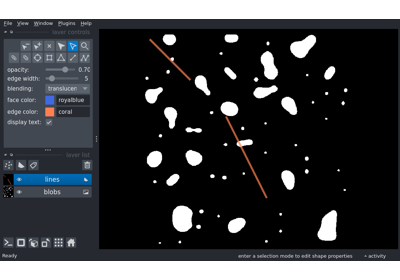 File View Window Plugins Help
layer controls
opacity: 0.70
edge width: 5
blending: translucen
face color: royalblue
edge color: coral
display text:
layer list
lines
blobs
Ready enter a selection mode to edit shape properties activity